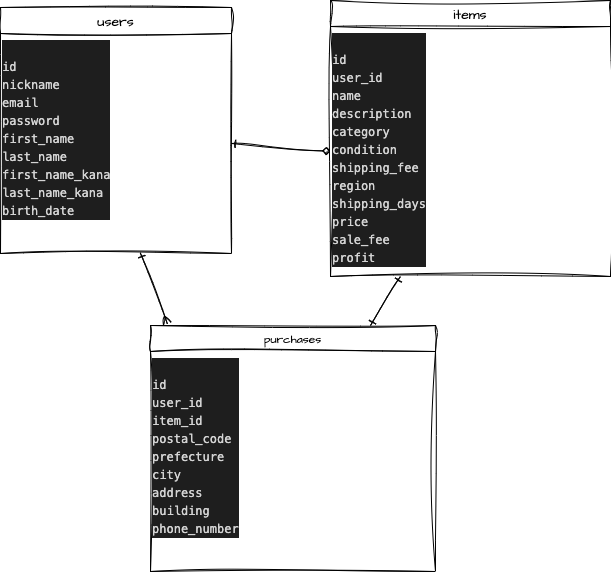 users
id
nickname
email
password
first_name
last_name
first_name_kana
last_name_kana
birth_date
items
id
user_id
name
description
category
condition
shipping_fee
region
shipping_days
price
sale_fee
profit
purchases
id
user_id
item_id
postal_code
prefecture
city
address
building
phone_number